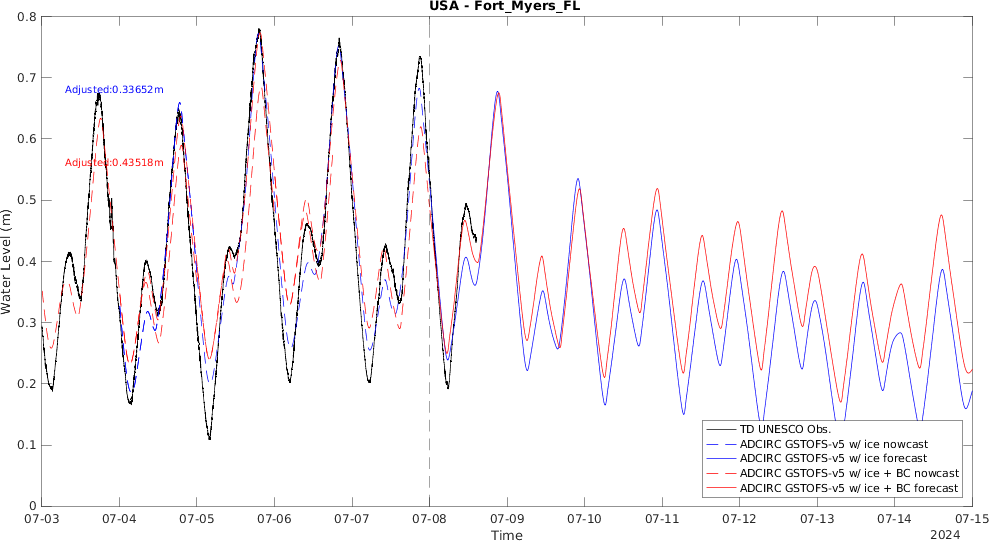 USA - Fort_Myers_FL
0.8
0.7
0.6
0.5
0.4
0.3
0.2
0.1
0
Water Level (m)
Adjusted:0.33652m
Adjusted:0.43518m
TD UNESCO Obs.
ADCIRC GSTOFS-v5 w/ ice nowcast
ADCIRC GSTOFS-v5 w/ ice forecast
ADCIRC GSTOFS-v5 w/ ice + BC nowcast
ADCIRC GSTOFS-v5 w/ ice + BC forecast
07-03 07-04 07-05 07-06 07-07 07-08 07-09 07-10 07-11 07-12 07-13 07-14 07-15
Time
2024